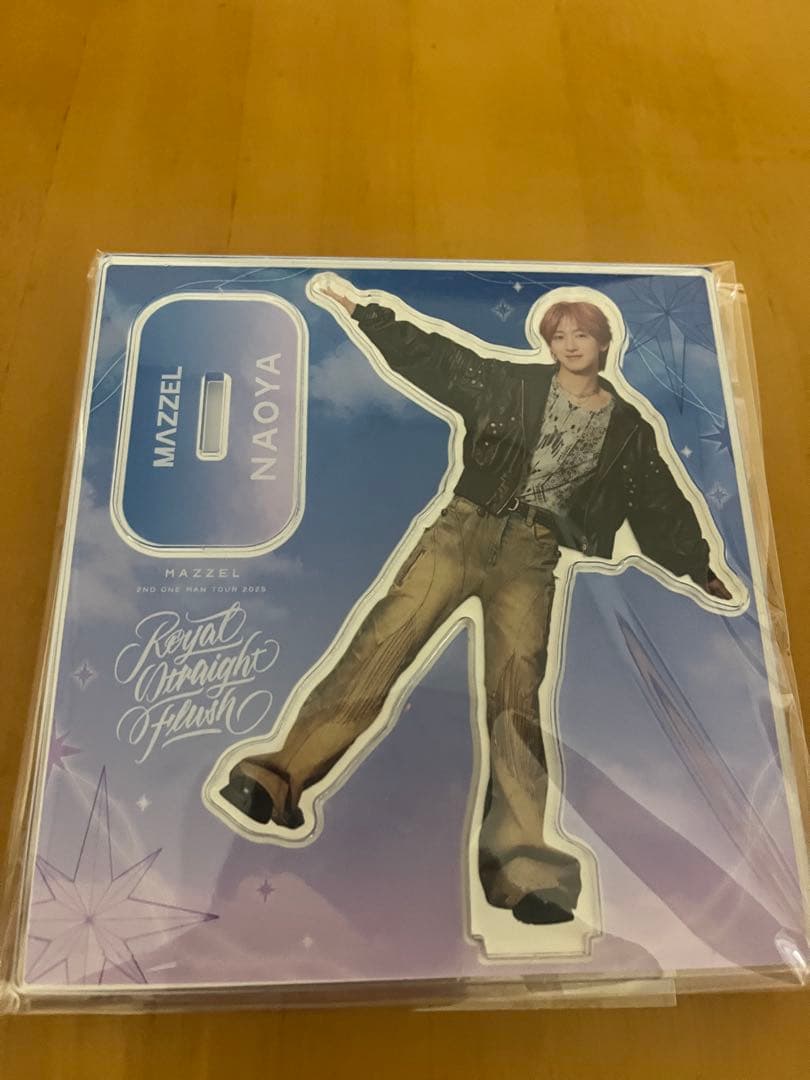 MAZZEL
NAOYA
MAZZEL
2ND ONE MAN TOUR 2025
Royal
Straight
Flush